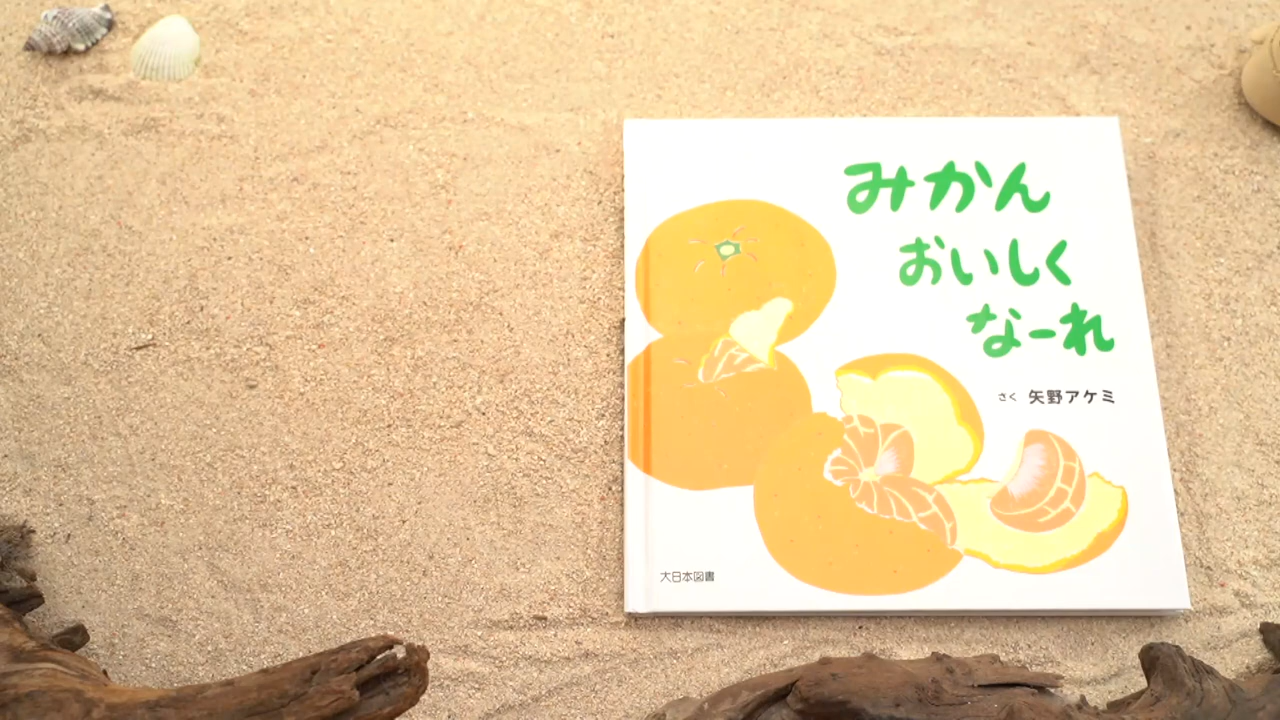 みかん
おいしく
なーれ
さく 矢野アケミ
大日本図書